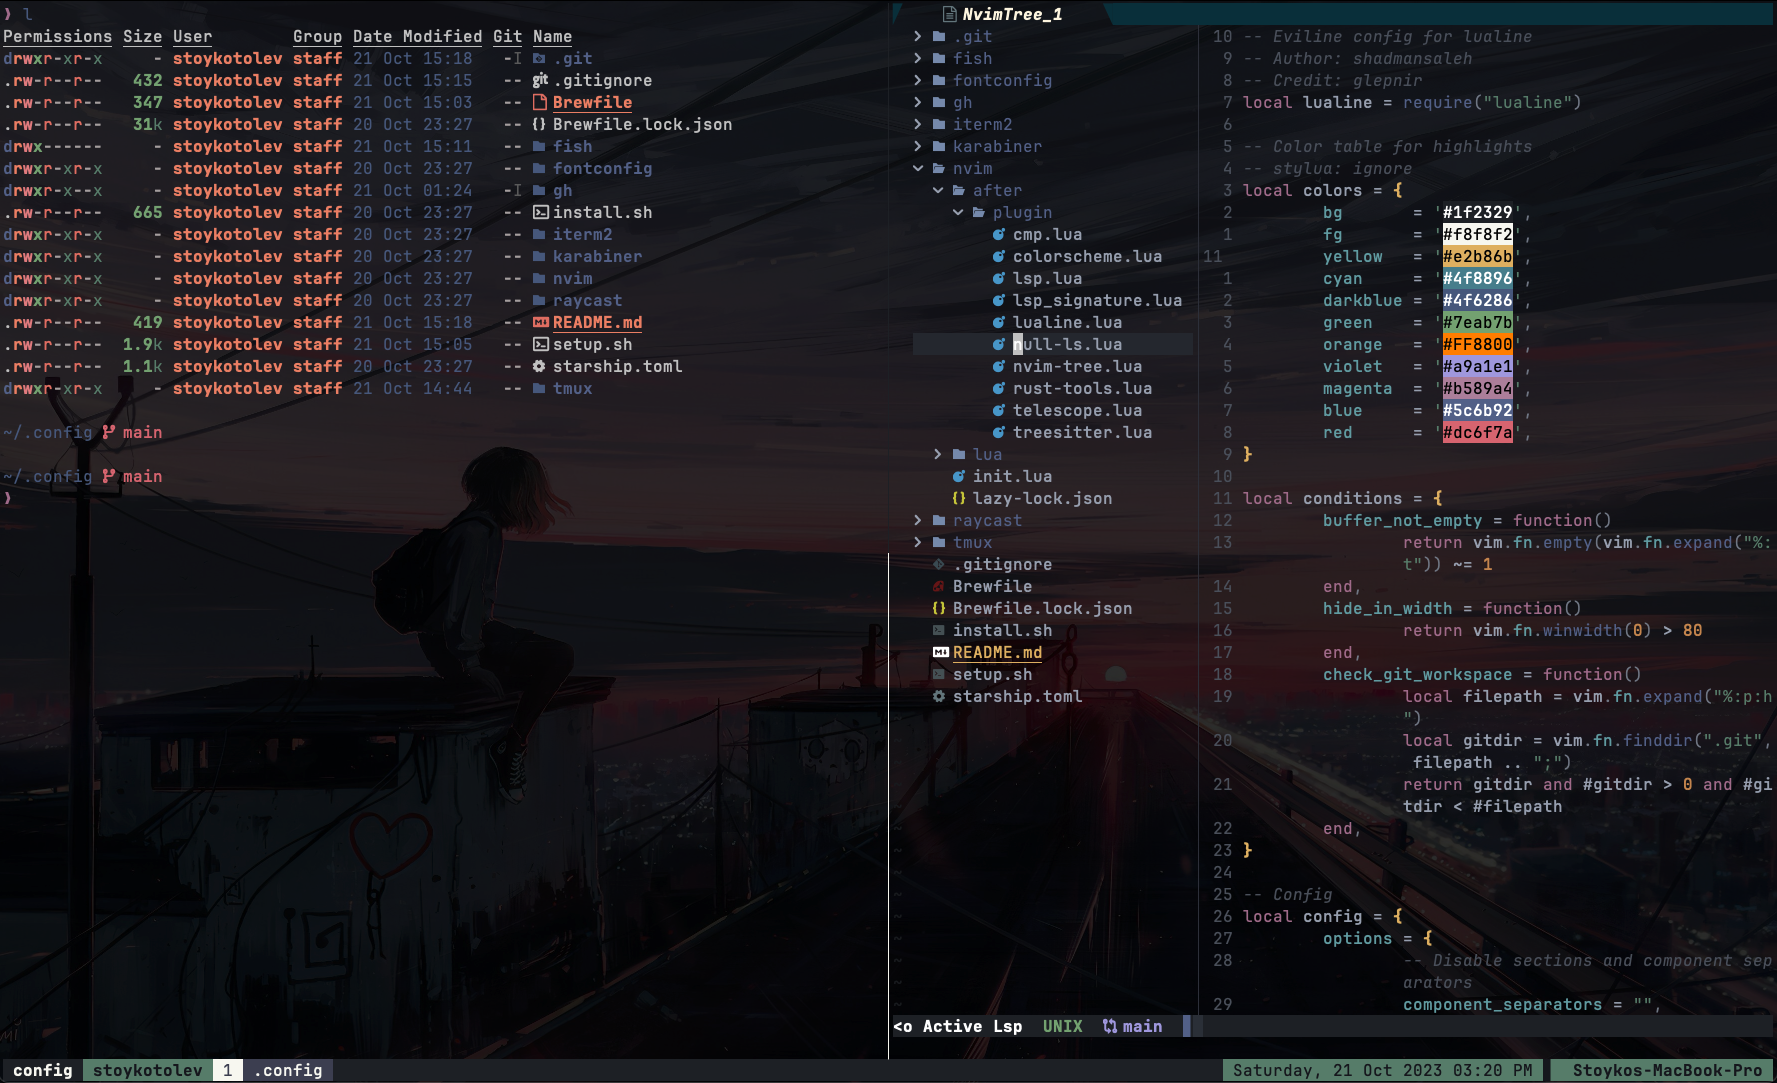 ❯ l
Permissions Size User        Group Date Modified Git Name
drwxr-xr-x     - stoykotolev staff 21 Oct 15:18   -I .git
.rw-r--r--   432 stoykotolev staff 21 Oct 15:15   -- .gitignore
.rw-r--r--   347 stoykotolev staff 21 Oct 15:03   -- Brewfile
.rw-r--r--   31k stoykotolev staff 20 Oct 23:27   -- {} Brewfile.lock.json
drwx------     - stoykotolev staff 21 Oct 15:11   -- fish
drwxr-xr-x     - stoykotolev staff 20 Oct 23:27   -- fontconfig
drwxr-x--x     - stoykotolev staff 21 Oct 01:24   -I gh
.rw-r--r--   665 stoykotolev staff 20 Oct 23:27   -- install.sh
drwxr-xr-x     - stoykotolev staff 20 Oct 23:27   -- iterm2
drwxr-xr-x     - stoykotolev staff 20 Oct 23:27   -- karabiner
drwxr-xr-x     - stoykotolev staff 20 Oct 23:27   -- nvim
drwxr-xr-x     - stoykotolev staff 20 Oct 23:27   -- raycast
.rw-r--r--   419 stoykotolev staff 21 Oct 15:18   -- README.md
.rw-r--r--  1.9k stoykotolev staff 21 Oct 15:05   -- setup.sh
.rw-r--r--  1.1k stoykotolev staff 20 Oct 23:27   -- starship.toml
drwxr-xr-x     - stoykotolev staff 21 Oct 14:44   -- tmux
~/.config main
~/.config main
❯
NvimTree_1
.git
fish
fontconfig
gh
iterm2
karabiner
nvim
after
plugin
cmp.lua
colorscheme.lua
lsp.lua
lsp_signature.lua
lualine.lua
null-ls.lua
nvim-tree.lua
rust-tools.lua
telescope.lua
treesitter.lua
lua
init.lua
{} lazy-lock.json
raycast
tmux
.gitignore
Brewfile
{} Brewfile.lock.json
install.sh
README.md
setup.sh
starship.toml
10 -- Eviline config for lualine
9 -- Author: shadmansaleh
8 -- Credit: glepnir
7 local lualine = require("lualine")
6
5 -- Color table for highlights
4 -- stylua: ignore
3 local colors = {
2         bg       = '#1f2329',
1         fg       = '#f8f8f2',
11        yellow   = '#e2b86b',
1         cyan     = '#4f8896',
2         darkblue = '#4f6286',
3         green    = '#7eab7b',
4         orange   = '#FF8800',
5         violet   = '#a9a1e1',
6         magenta  = '#b589a4',
7         blue     = '#5c6b92',
8         red      = '#dc6f7a',
9 }
10
11 local conditions = {
12         buffer_not_empty = function()
13                 return vim.fn.empty(vim.fn.expand("%:
t")) ~= 1
14         end,
15         hide_in_width = function()
16                 return vim.fn.winwidth(0) > 80
17         end,
18         check_git_workspace = function()
19                 local filepath = vim.fn.expand("%:p:h
")
20                 local gitdir = vim.fn.finddir(".git",
filepath .. ";")
21                 return gitdir and #gitdir > 0 and #gi
tdir < #filepath
22         end,
23 }
24
25 -- Config
26 local config = {
27         options = {
28                 -- Disable sections and component sep
arators
29                 component_separators = "",
<o Active Lsp  UNIX  main
config stoykotolev 1 .config
Saturday, 21 Oct 2023 03:20 PM Stoykos-MacBook-Pro